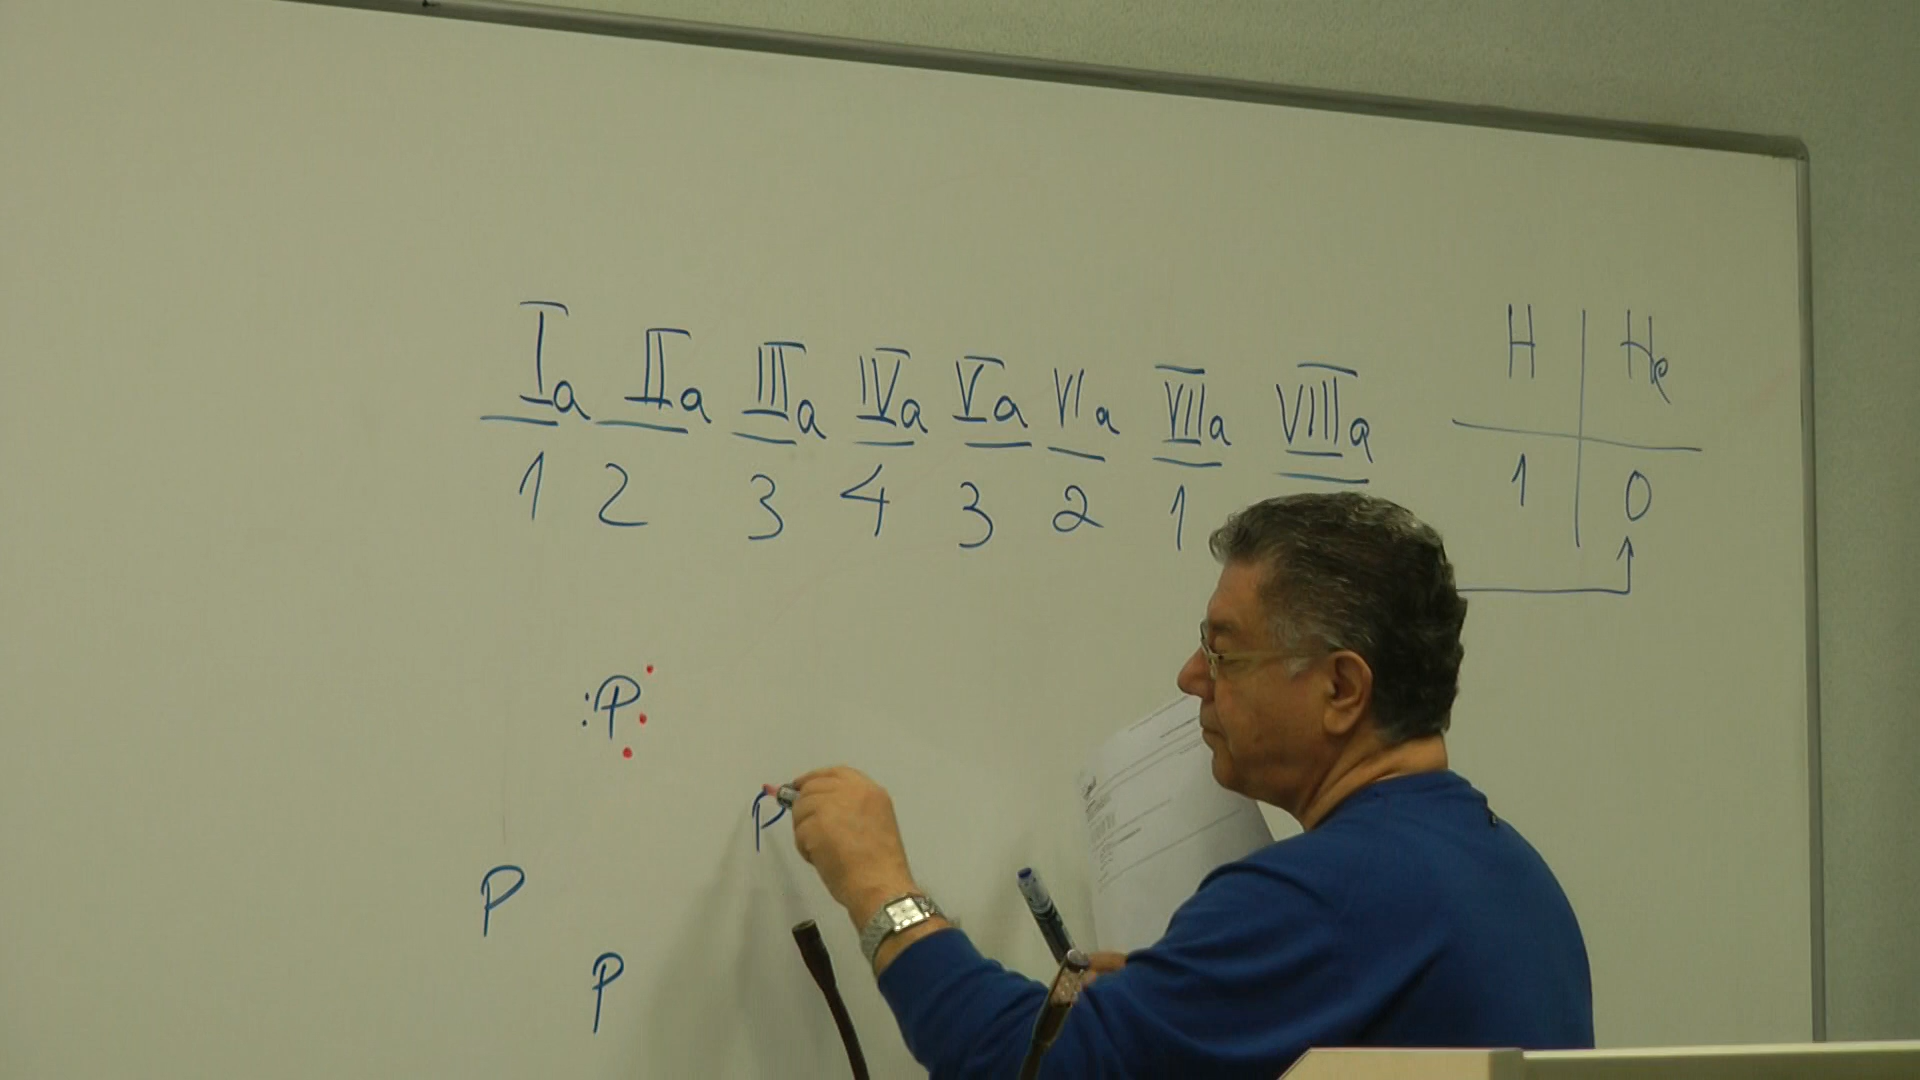 Ia IIa IIIa IVa Va VIa VIIa VIIIa
1 2 3 4 3 2 1
H He
1 0
:P
P
P
P